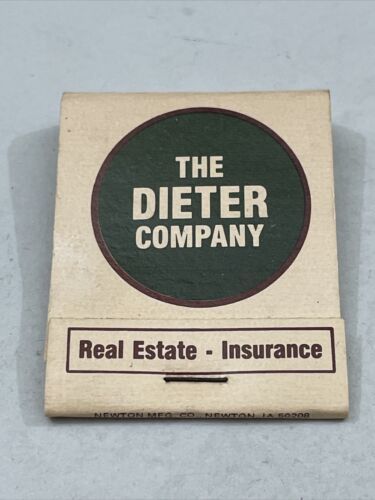 THE
DIETER
COMPANY
Real Estate - Insurance
NEWTON MFG. CO., NEWTON, IA 50208